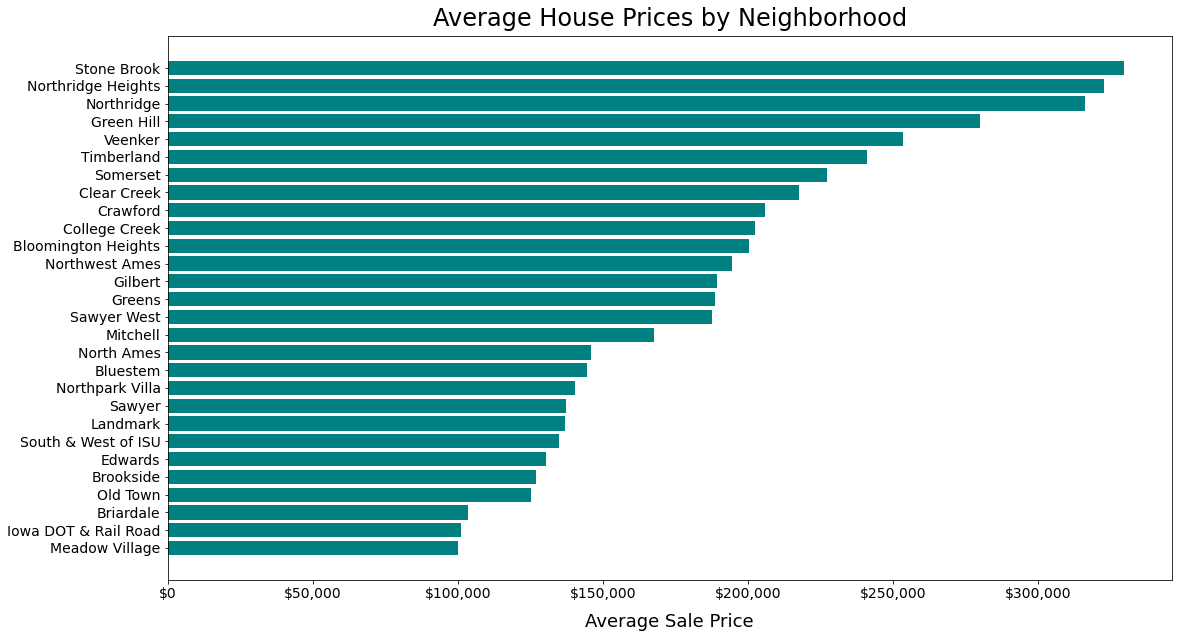 Average House Prices by Neighborhood
Stone Brook
Northridge Heights
Northridge
Green Hill
Veenker
Timberland
Somerset
Clear Creek
Crawford
College Creek
Bloomington Heights
Northwest Ames
Gilbert
Greens
Sawyer West
Mitchell
North Ames
Bluestem
Northpark Villa
Sawyer
Landmark
South & West of ISU
Edwards
Brookside
Old Town
Briardale
Iowa DOT & Rail Road
Meadow Village
$0 $50,000 $100,000 $150,000 $200,000 $250,000 $300,000
Average Sale Price